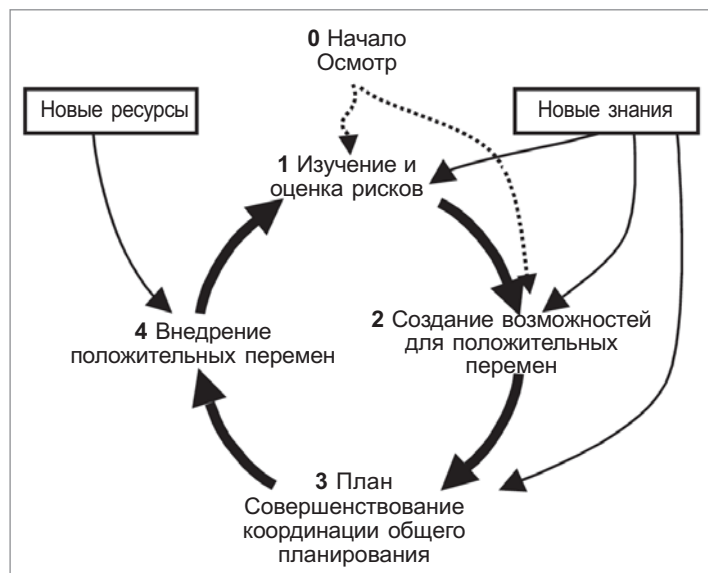 0 Начало
Осмотр
Новые ресурсы
Новые знания
1 Изучение и
оценка рисков
2 Создание возможностей
для положительных
перемен
4 Внедрение
положительных перемен
3 План
Совершенствование
координации общего
планирования